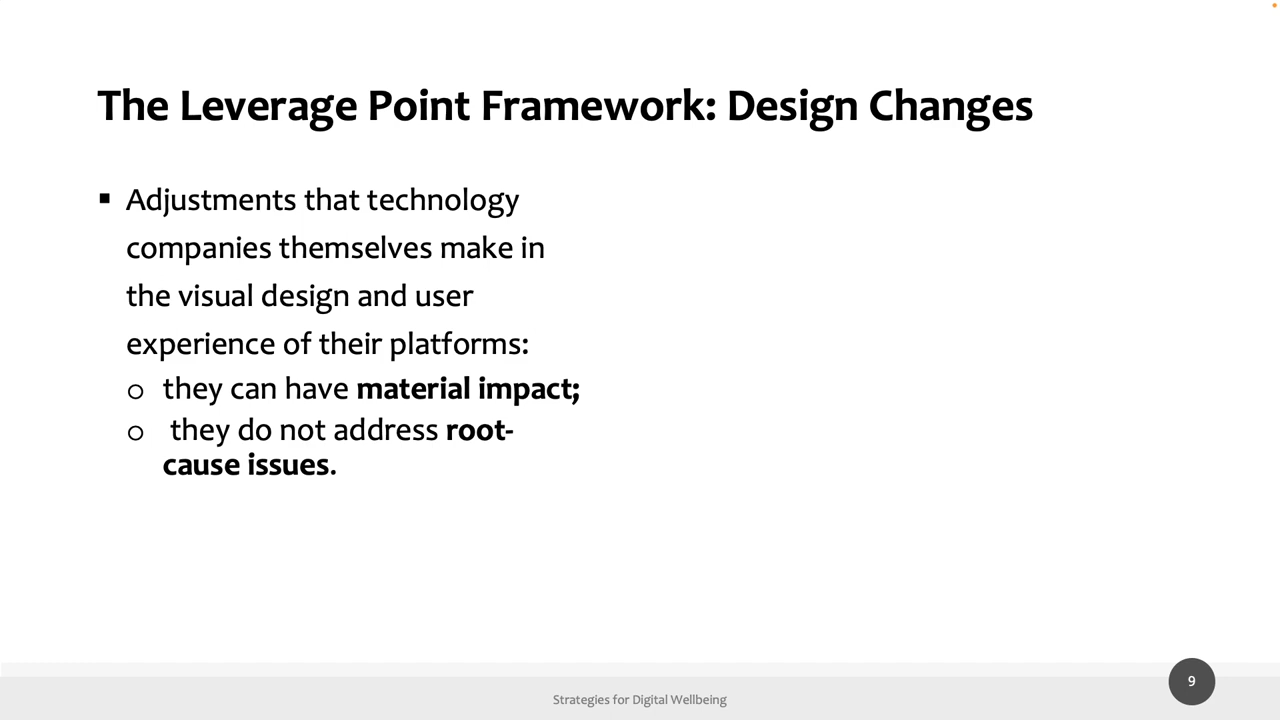 The Leverage Point Framework: Design Changes
▪ Adjustments that technology
companies themselves make in
the visual design and user
experience of their platforms:
o they can have material impact;
o they do not address root-
cause issues.
Strategies for Digital Wellbeing
9